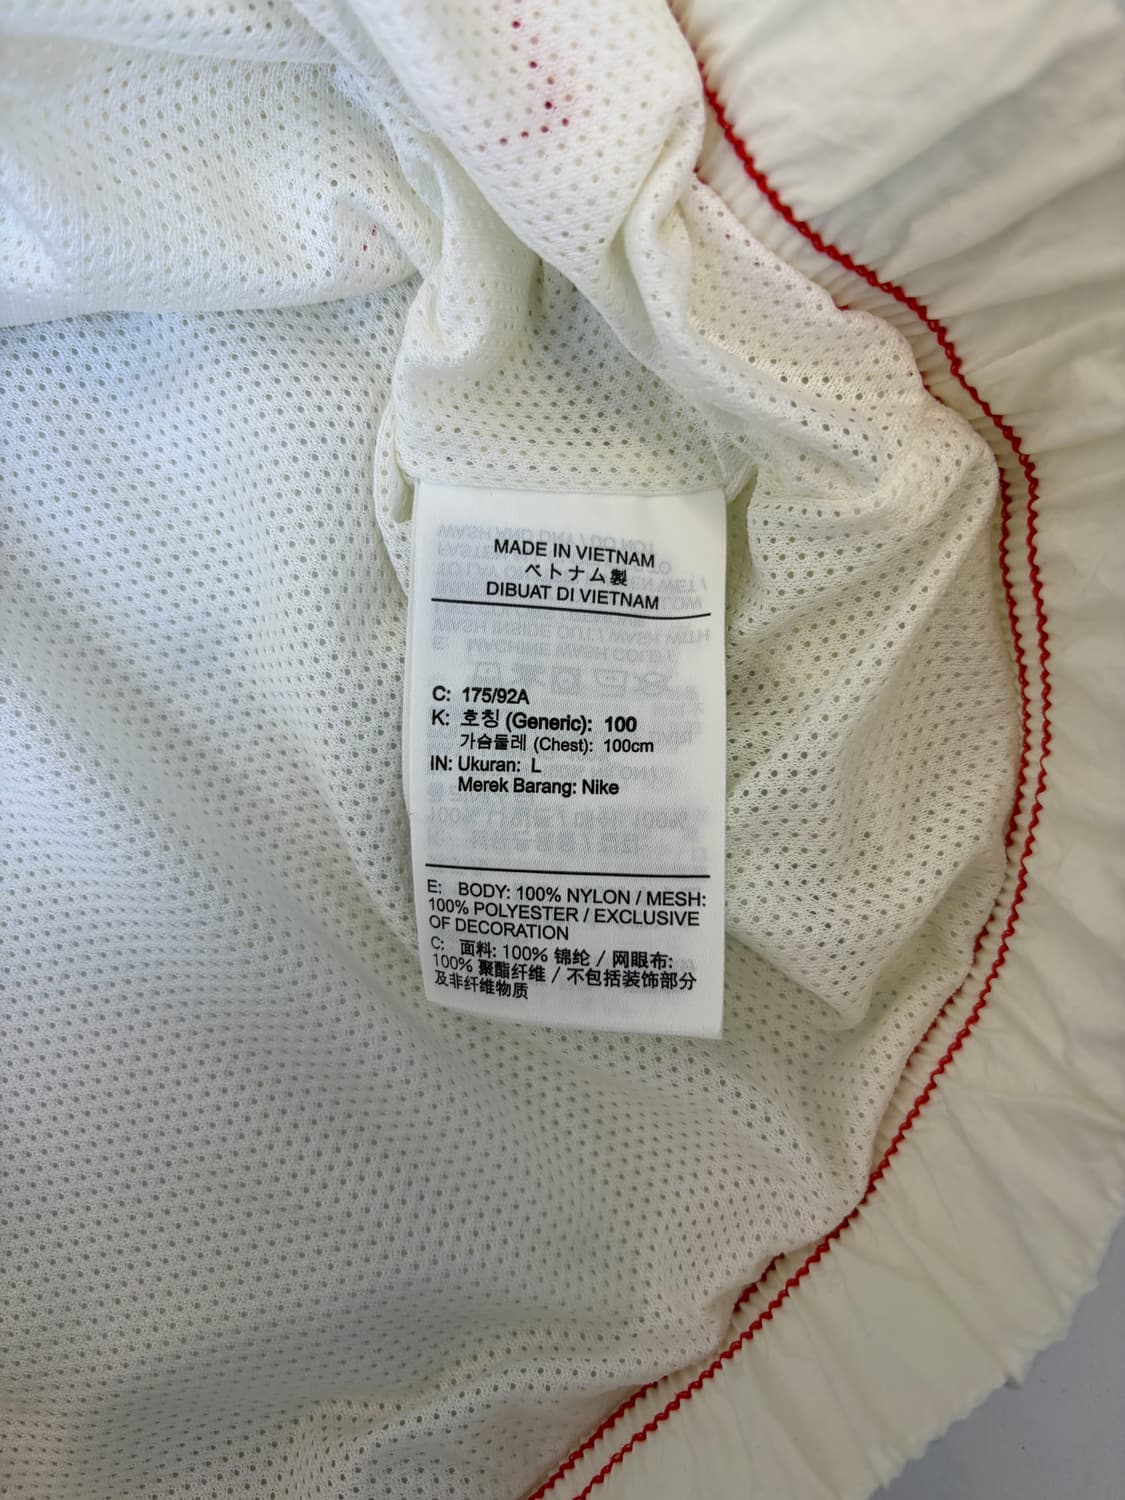 MADE IN VIETNAM
ベトナム製
DIBUAT DI VIETNAM
C: 175/92A
K: 호칭 (Generic): 100
가슴둘레 (Chest): 100cm
IN: Ukuran: L
Merek Barang: Nike
E: BODY: 100% NYLON / MESH:
100% POLYESTER / EXCLUSIVE
OF DECORATION
C: 面料: 100% 锦纶 / 网眼布:
100% 聚酯纤维 / 不包括装饰部分
及非纤维物质